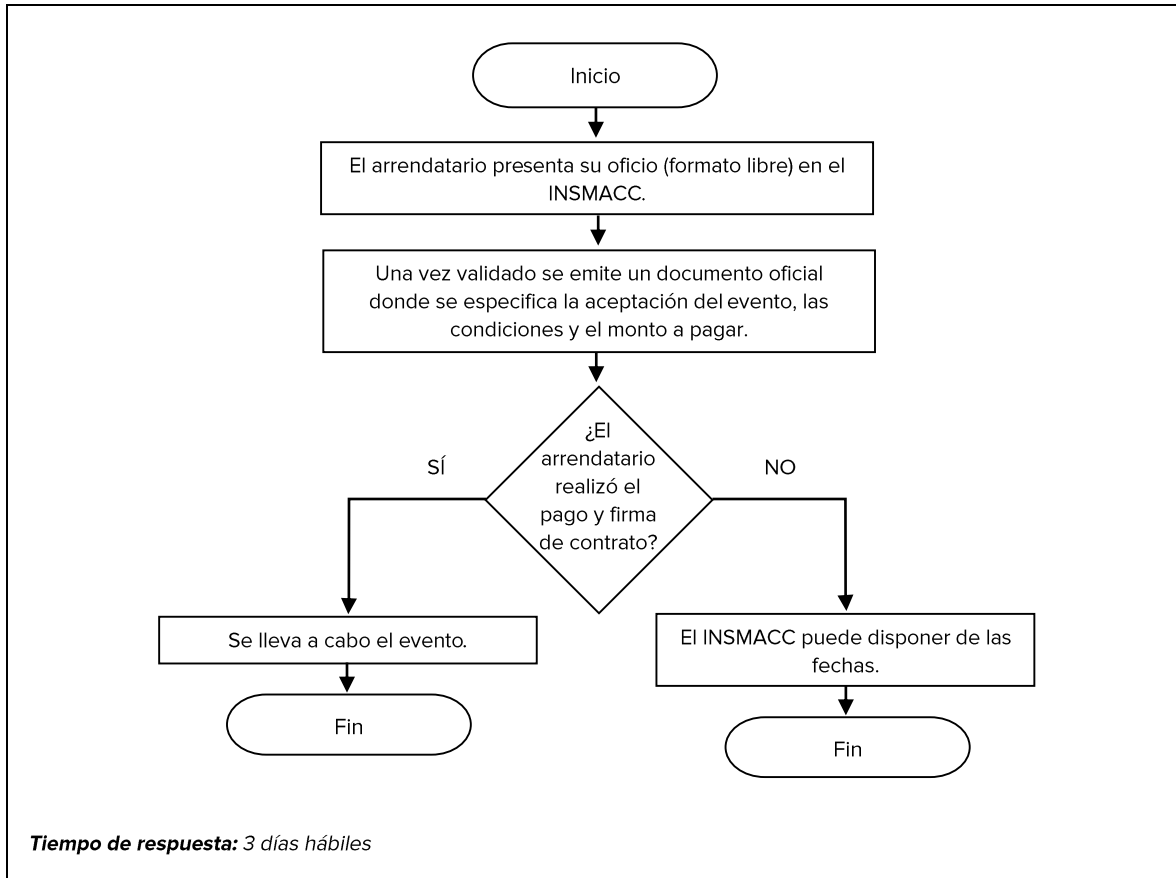 Inicio
El arrendatario presenta su oficio (formato libre) en el
INSMACC.
Una vez validado se emite un documento oficial
donde se especifica la aceptación del evento, las
condiciones y el monto a pagar.
¿El
arrendatario
realizó el
pago y firma
de contrato?
SÍ
NO
Se lleva a cabo el evento.
Fin
El INSMACC puede disponer de las
fechas.
Fin
Tiempo de respuesta: 3 días hábiles